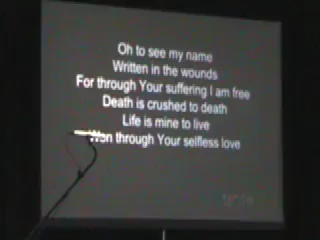 Oh to see my name
Written in the wounds
For through Your suffering I am free
Death is crushed to death
Life is mine to live
Won through Your selfless love